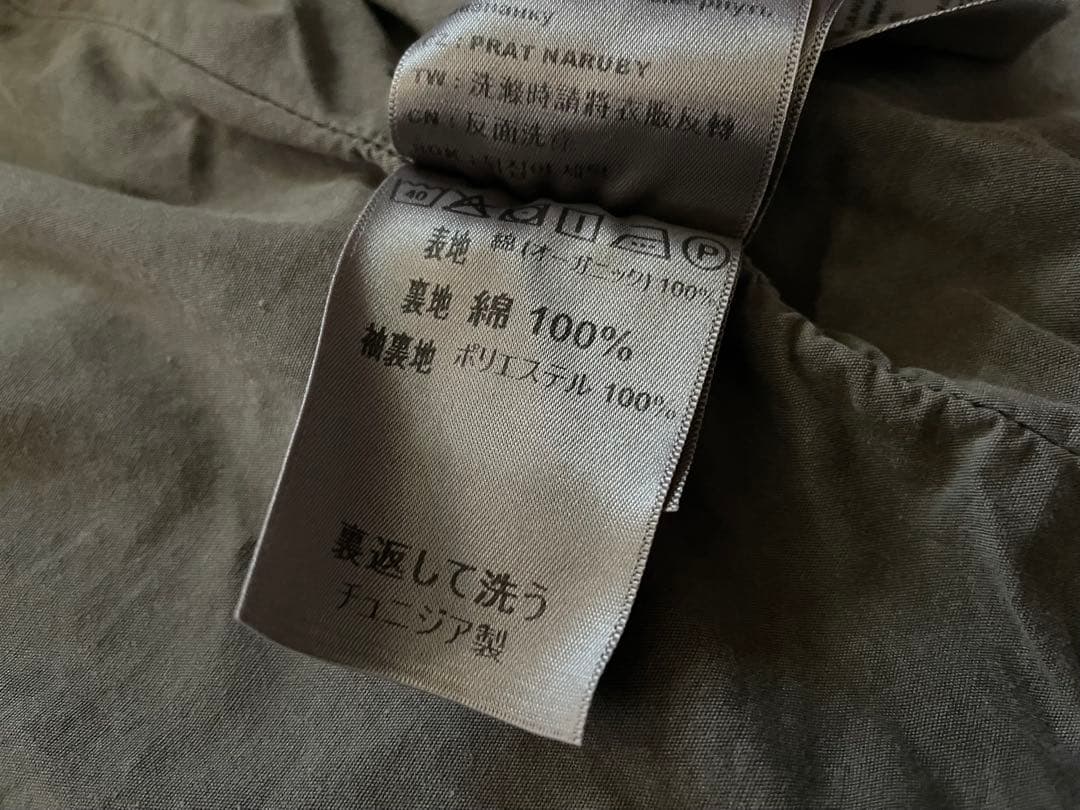 PRAT NARUBY
TW : 洗滌時請將衣服反轉
CN : 反面洗
40
P
表地 綿 (オーガニック) 100%
裏地 綿 100%
袖裏地 ポリエステル 100%
裏返して洗う
チュニジア製